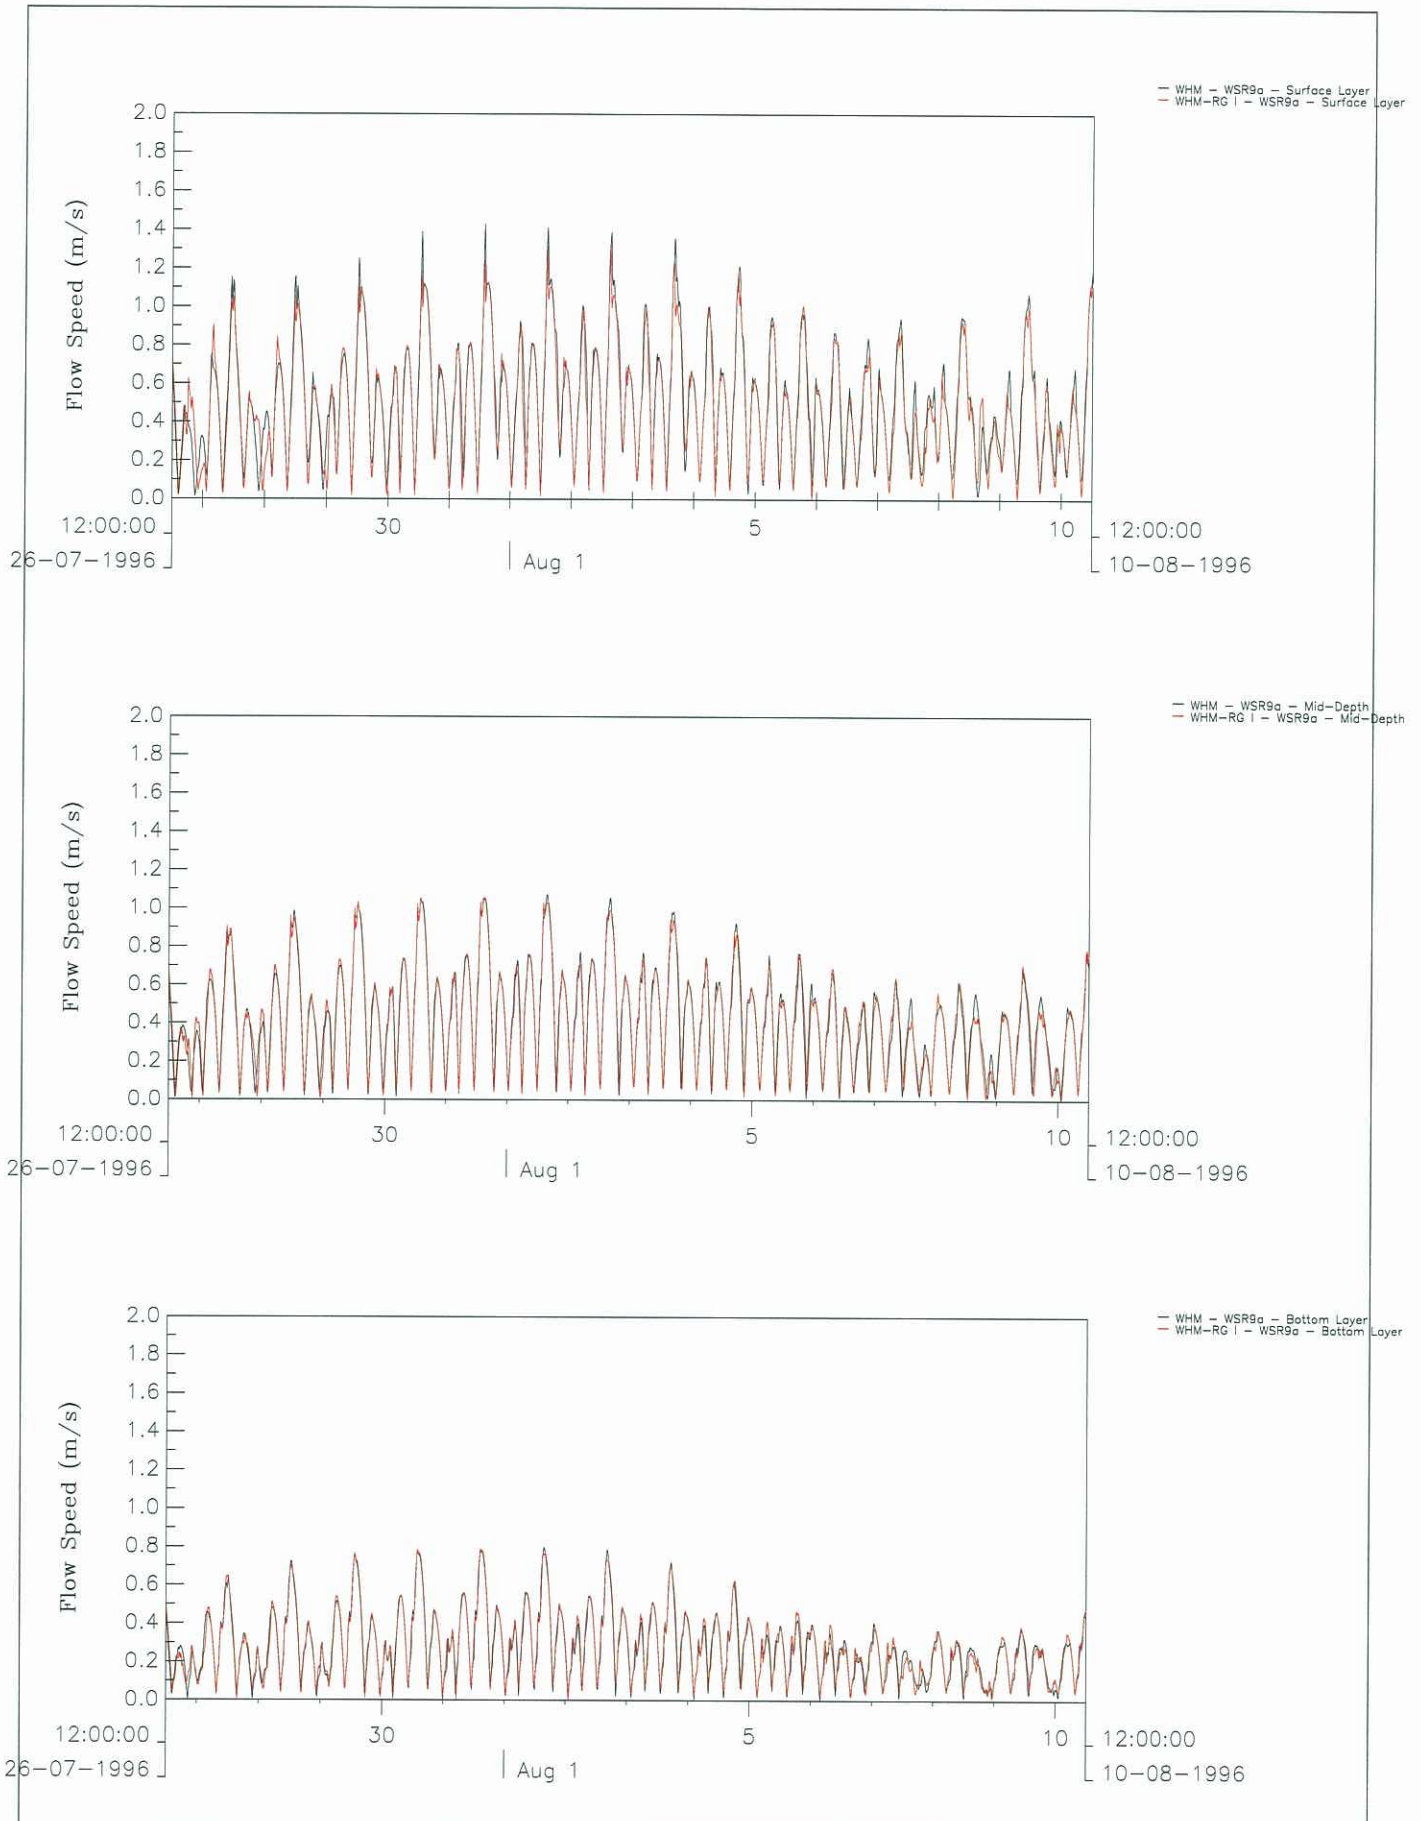 WHM – WSR9a – Surface Layer
WHM–RG I – WSR9a – Surface Layer
2.0
1.8
1.6
1.4
1.2
1.0
0.8
0.6
0.4
0.2
0.0
Flow Speed (m/s)
12:00:00 30 5 10 12:00:00
26–07–1996 Aug 1 10–08–1996
WHM – WSR9a – Mid–Depth
WHM–RG I – WSR9a – Mid–Depth
2.0
1.8
1.6
1.4
1.2
1.0
0.8
0.6
0.4
0.2
0.0
Flow Speed (m/s)
12:00:00 30 5 10 12:00:00
26–07–1996 Aug 1 10–08–1996
WHM – WSR9a – Bottom Layer
WHM–RG I – WSR9a – Bottom Layer
2.0
1.8
1.6
1.4
1.2
1.0
0.8
0.6
0.4
0.2
0.0
Flow Speed (m/s)
12:00:00 30 5 10 12:00:00
26–07–1996 Aug 1 10–08–1996